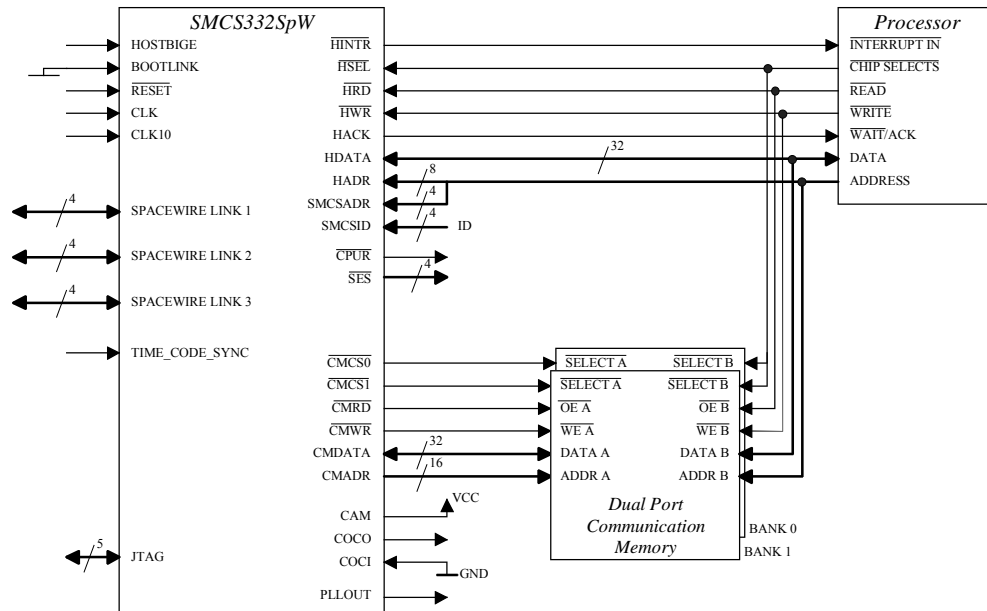 SMCS332SpW
Processor
HOSTBIGE
HINTR
INTERRUPT IN
BOOTLINK
HSEL
CHIP SELECTS
RESET
HRD
READ
CLK
HWR
WRITE
CLK10
HACK
WAIT/ACK
HDATA
32
DATA
HADR
8
ADDRESS
SMCSADR
4
SMCSID
4
ID
4
SPACEWIRE LINK 1
CPUR
4
SPACEWIRE LINK 2
SES
4
4
SPACEWIRE LINK 3
TIME_CODE_SYNC
CMCS0
SELECT A
SELECT B
CMCS1
SELECT A
SELECT B
CMRD
OE A
OE B
CMWR
WE A
WE B
CMDATA
32
DATA A
DATA B
CMADR
16
ADDR A
ADDR B
VCC
CAM
COCO
COCI
GND
PLLOUT
Dual Port
Communication
Memory
BANK 0
BANK 1
5
JTAG